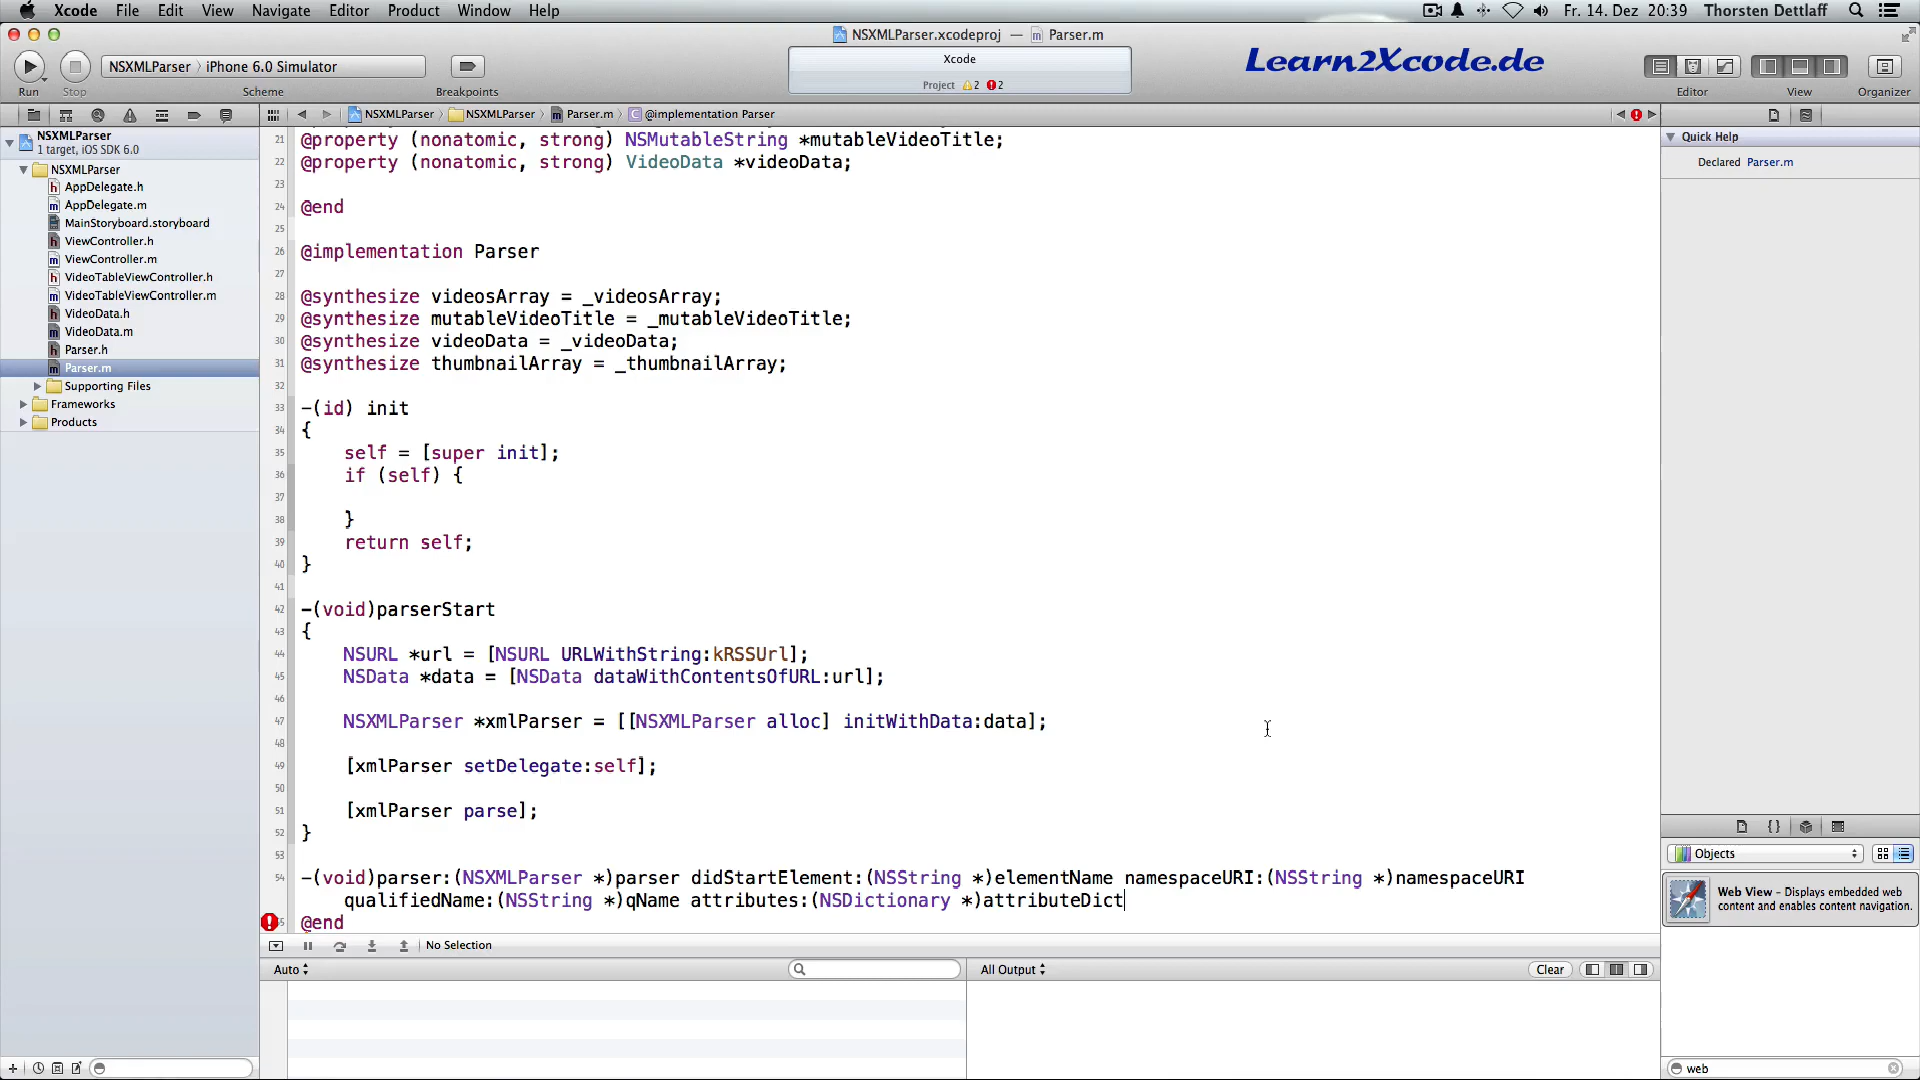 Xcode File Edit View Navigate Editor Product Window Help Fr. 14. Dez 20:39 Thorsten Dettlaff
NSXMLParser.xcodeproj — Parser.m
NSXMLParser › iPhone 6.0 Simulator
Xcode
Project 2 2
Learn2Xcode.de
Run Stop Scheme Breakpoints Editor View Organizer
NSXMLParser
1 target, iOS SDK 6.0
NSXMLParser
AppDelegate.h
AppDelegate.m
MainStoryboard.storyboard
ViewController.h
ViewController.m
VideoTableViewController.h
VideoTableViewController.m
VideoData.h
VideoData.m
Parser.h
Parser.m
Supporting Files
Frameworks
Products
NSXMLParser › NSXMLParser › Parser.m › @implementation Parser
21 @property (nonatomic, strong) NSMutableString *mutableVideoTitle;
22 @property (nonatomic, strong) VideoData *videoData;
23
24 @end
25
26 @implementation Parser
27
28 @synthesize videosArray = _videosArray;
29 @synthesize mutableVideoTitle = _mutableVideoTitle;
30 @synthesize videoData = _videoData;
31 @synthesize thumbnailArray = _thumbnailArray;
32
33 -(id) init
34 {
35 self = [super init];
36 if (self) {
37
38 }
39 return self;
40 }
41
42 -(void)parserStart
43 {
44 NSURL *url = [NSURL URLWithString:kRSSUrl];
45 NSData *data = [NSData dataWithContentsOfURL:url];
46
47 NSXMLParser *xmlParser = [[NSXMLParser alloc] initWithData:data];
48
49 [xmlParser setDelegate:self];
50
51 [xmlParser parse];
52 }
53
54 -(void)parser:(NSXMLParser *)parser didStartElement:(NSString *)elementName namespaceURI:(NSString *)namespaceURI
qualifiedName:(NSString *)qName attributes:(NSDictionary *)attributeDict
@end
No Selection
Auto
All Output
Clear
Quick Help
Declared Parser.m
Objects
Web View - Displays embedded web
content and enables content navigation.
web